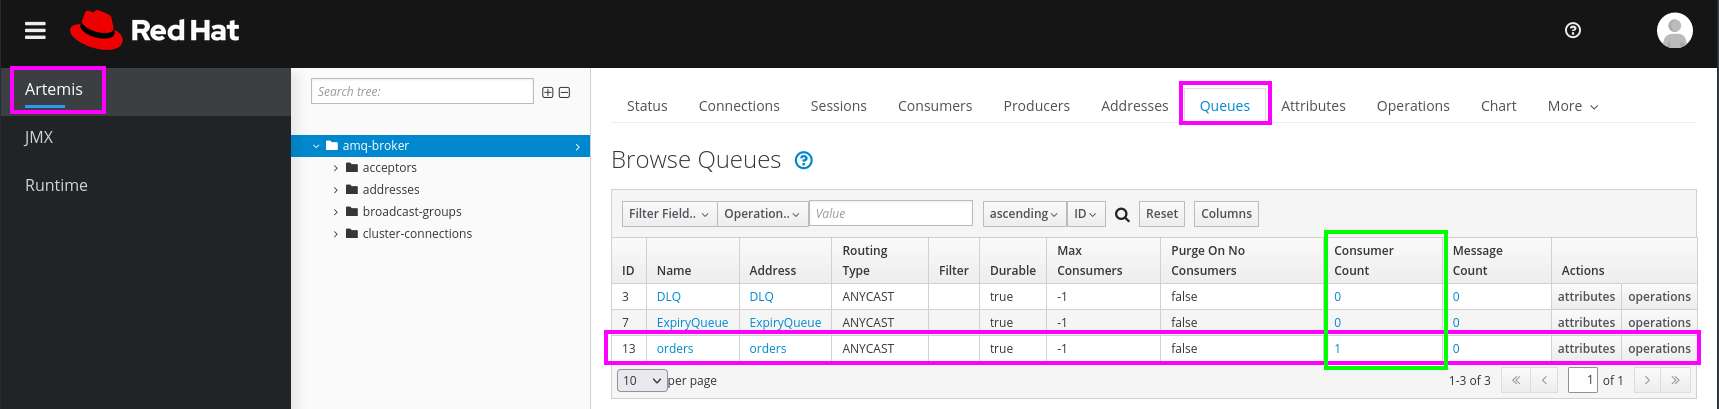 Red Hat
Artemis
JMX
Runtime
Search tree:
amq-broker
acceptors
addresses
broadcast-groups
cluster-connections
Status Connections Sessions Consumers Producers Addresses Queues Attributes Operations Chart More
Browse Queues
Filter Field.. Operation.. Value ascending ID Reset Columns
ID Name Address Routing Type Filter Durable Max Consumers Purge On No Consumers Consumer Count Message Count Actions
3 DLQ DLQ ANYCAST true -1 false 0 0 attributes operations
7 ExpiryQueue ExpiryQueue ANYCAST true -1 false 0 0 attributes operations
13 orders orders ANYCAST true -1 false 1 0 attributes operations
10 per page 1-3 of 3 1 of 1